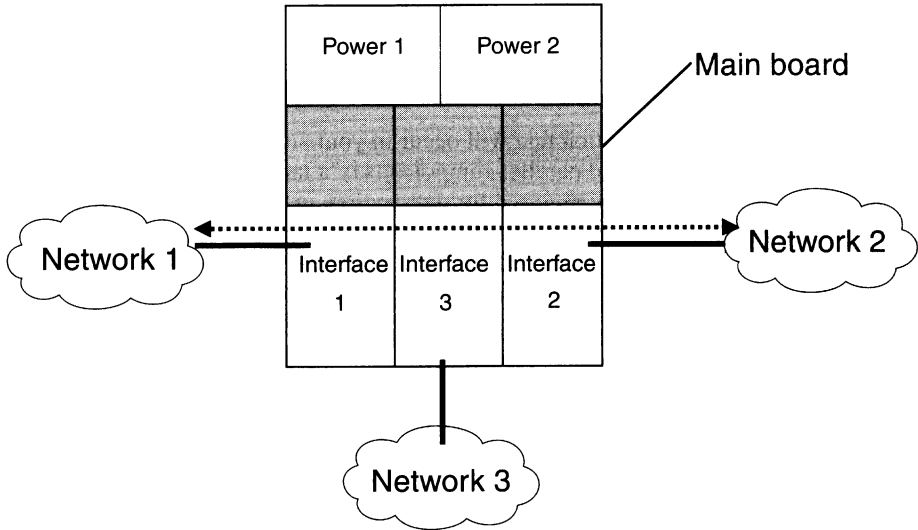 Power 1
Power 2
Main board
Network 1
Network 2
Interface
1
Interface
3
Interface
2
Network 3